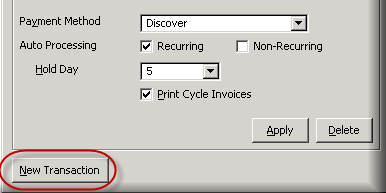 Payment Method Discover
Auto Processing Recurring Non-Recurring
Hold Day 5
Print Cycle Invoices
Apply Delete
New Transaction